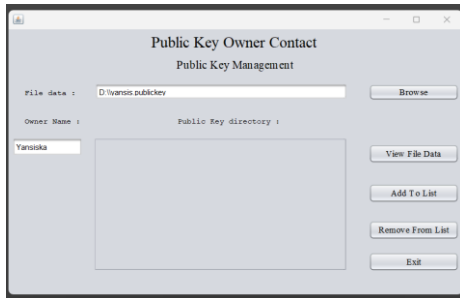 Public Key Owner Contact
Public Key Management
File data :
D:\yansis.publickey
Browse
Owner Name :
Public Key directory :
Yansiska
View File Data
Add To List
Remove From List
Exit